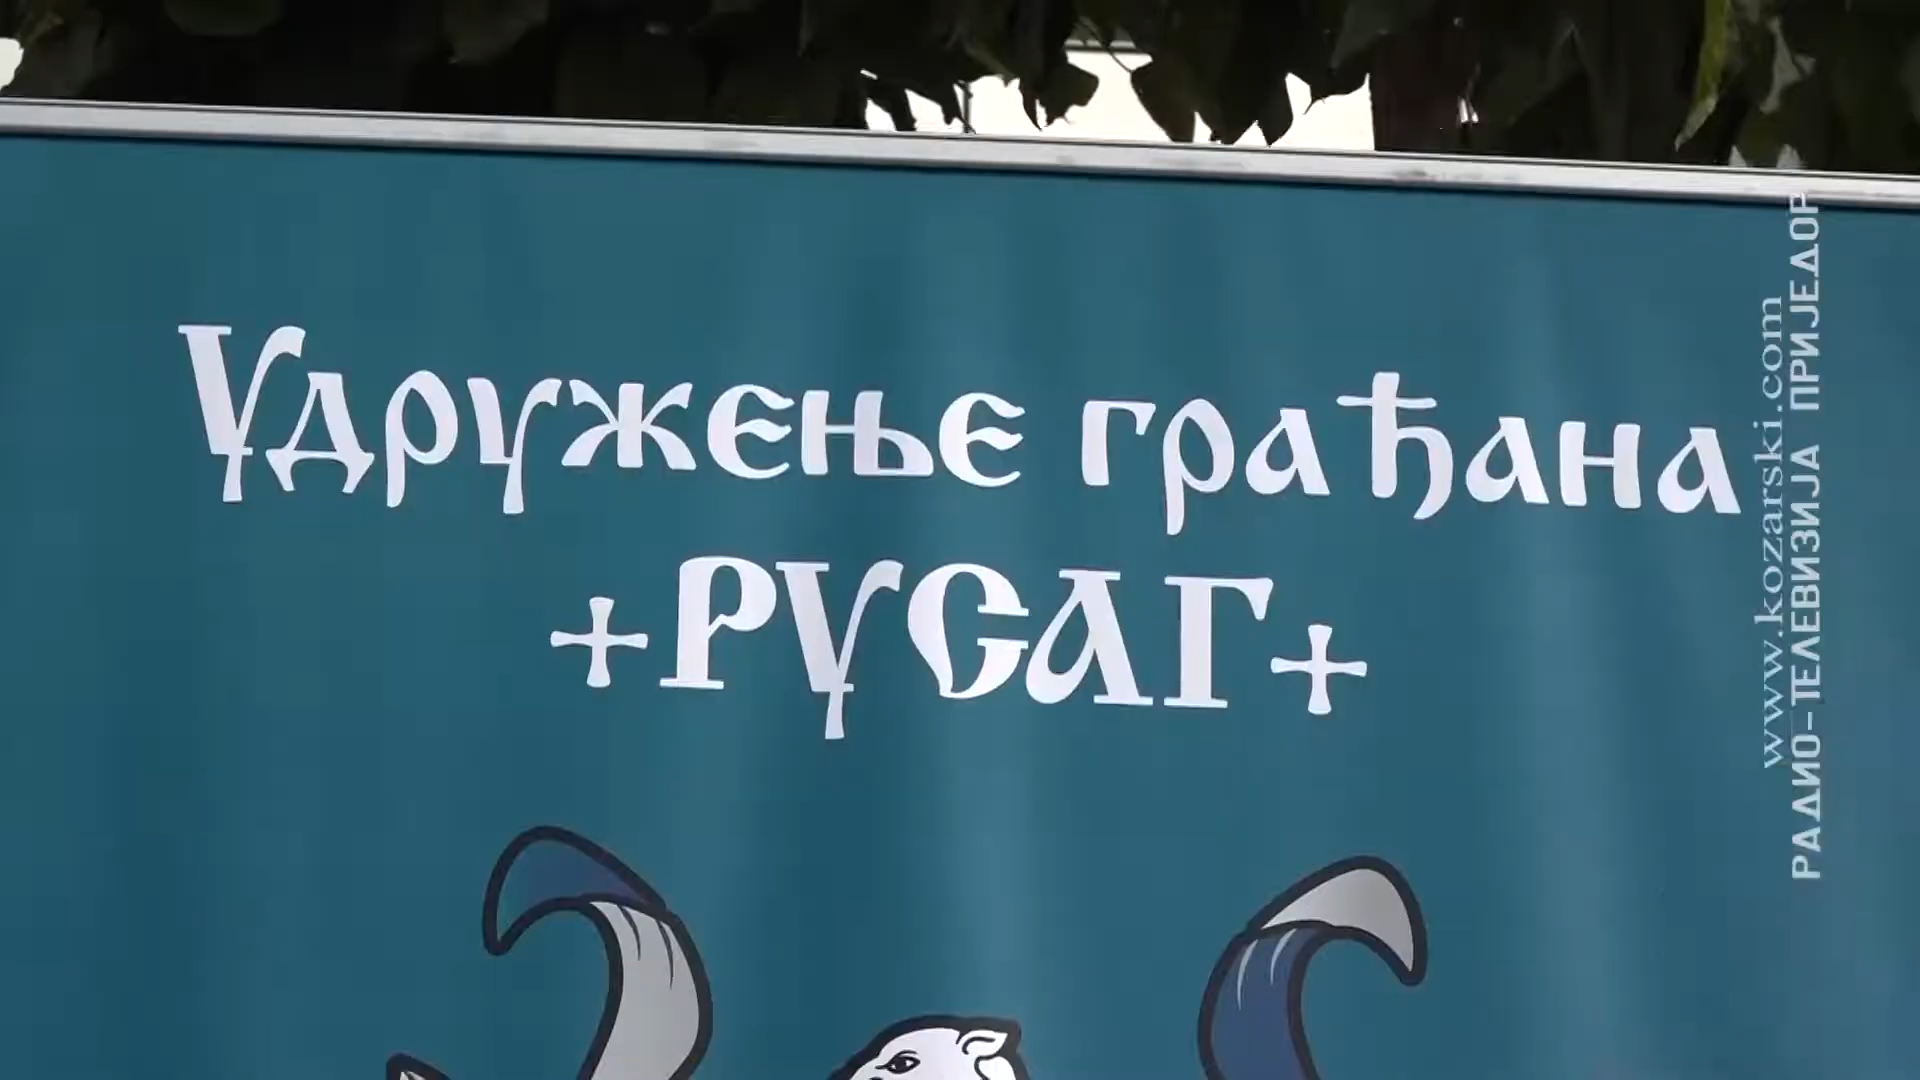 Удружење грађана
+РУСАГ+
www.kozarski.com
РАДИО-ТЕЛЕВИЗИЈА ПРИЈЕДОР